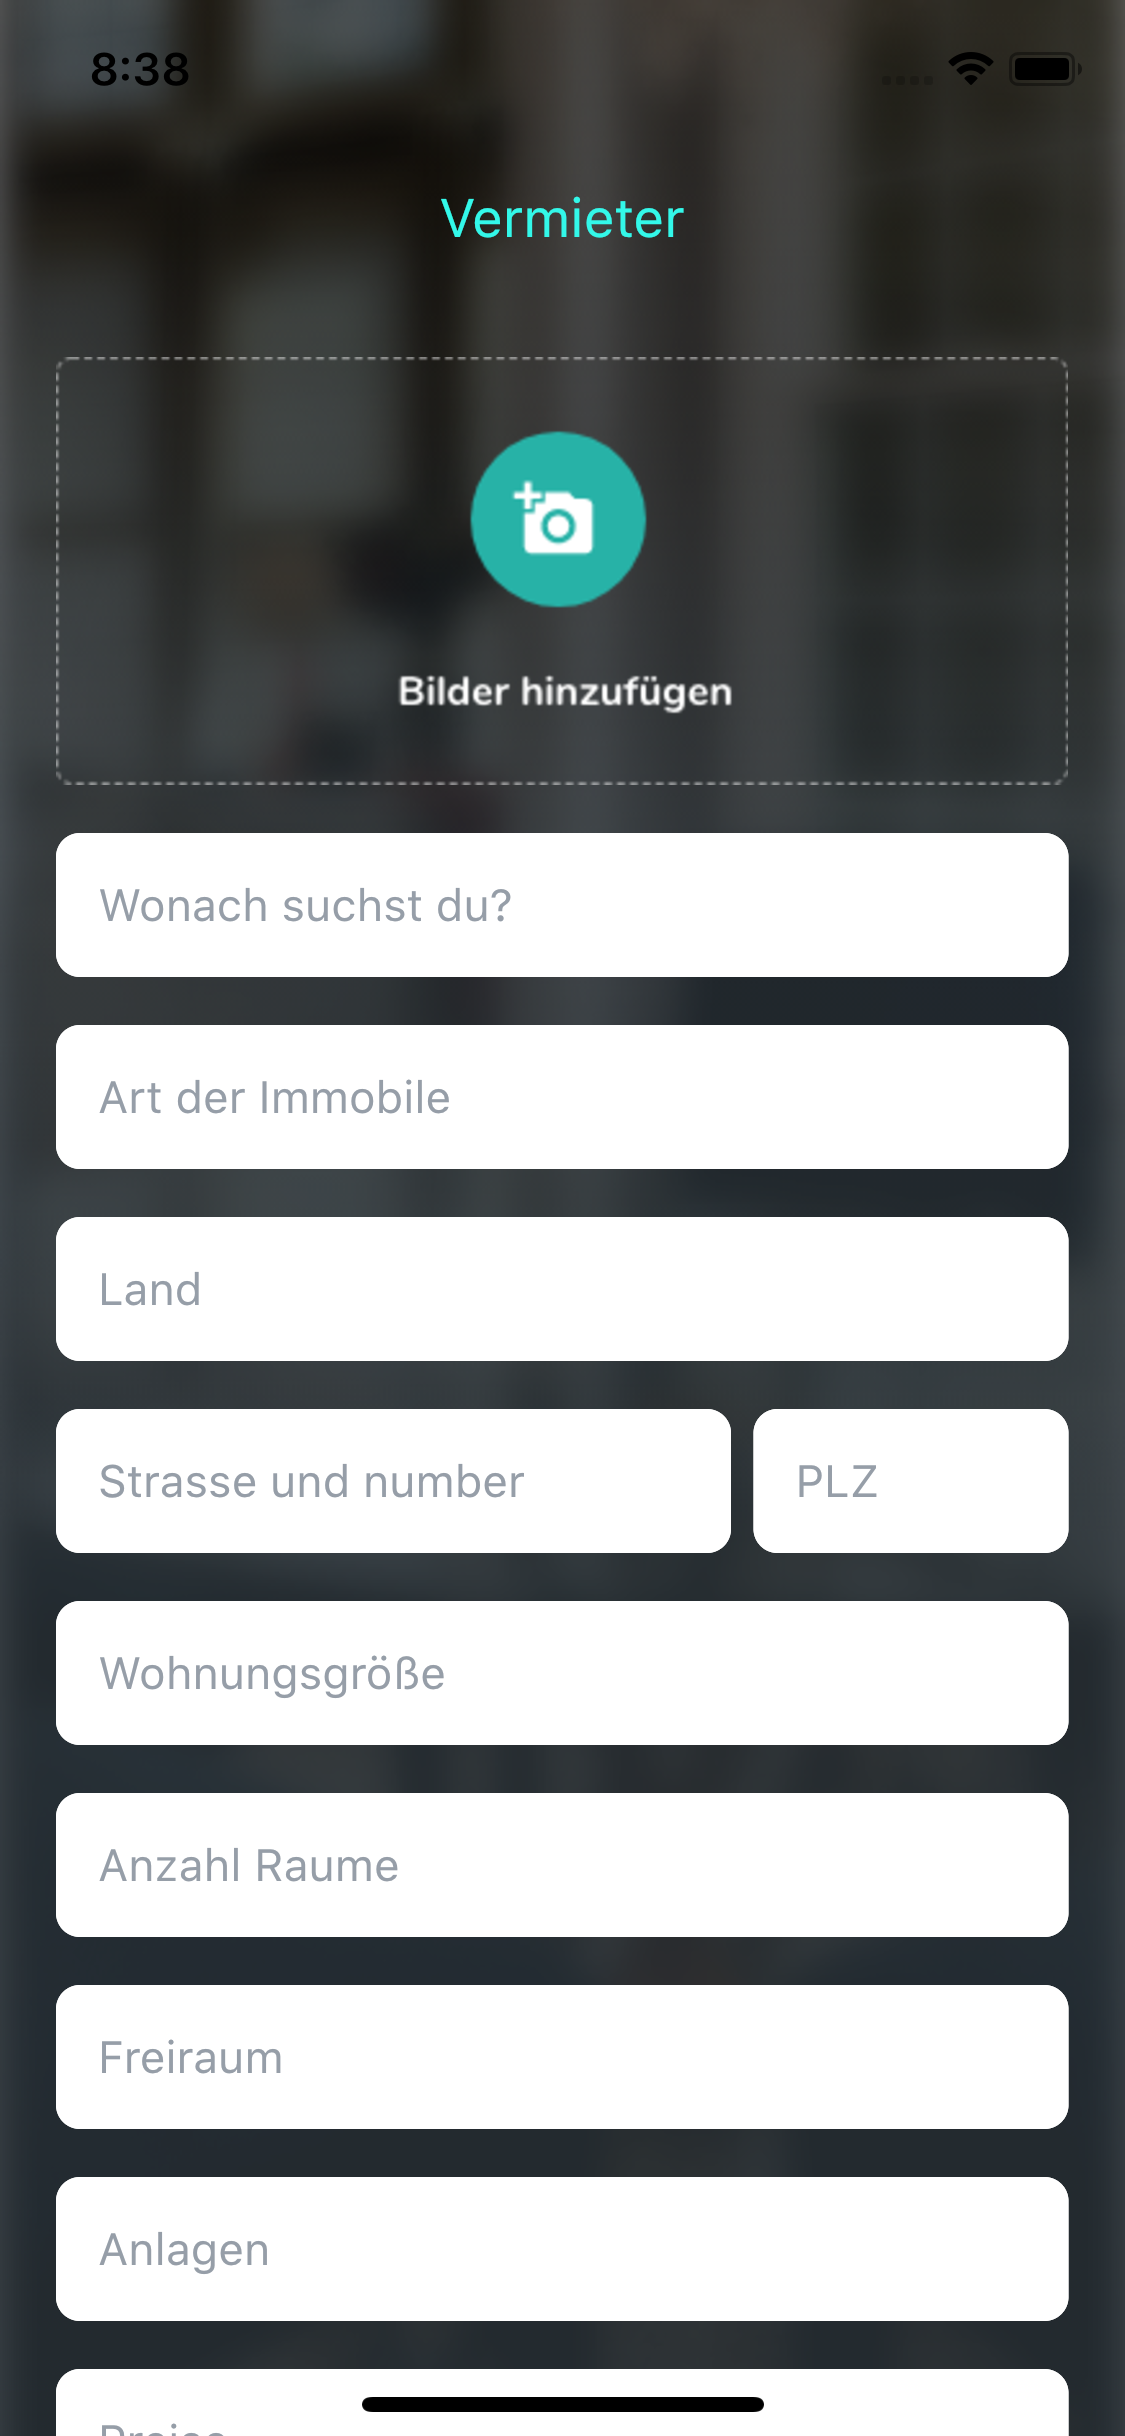 8:38
Vermieter
Bilder hinzufügen
Wonach suchst du?
Art der Immobile
Land
Strasse und number
PLZ
Wohnungsgröße
Anzahl Raume
Freiraum
Anlagen